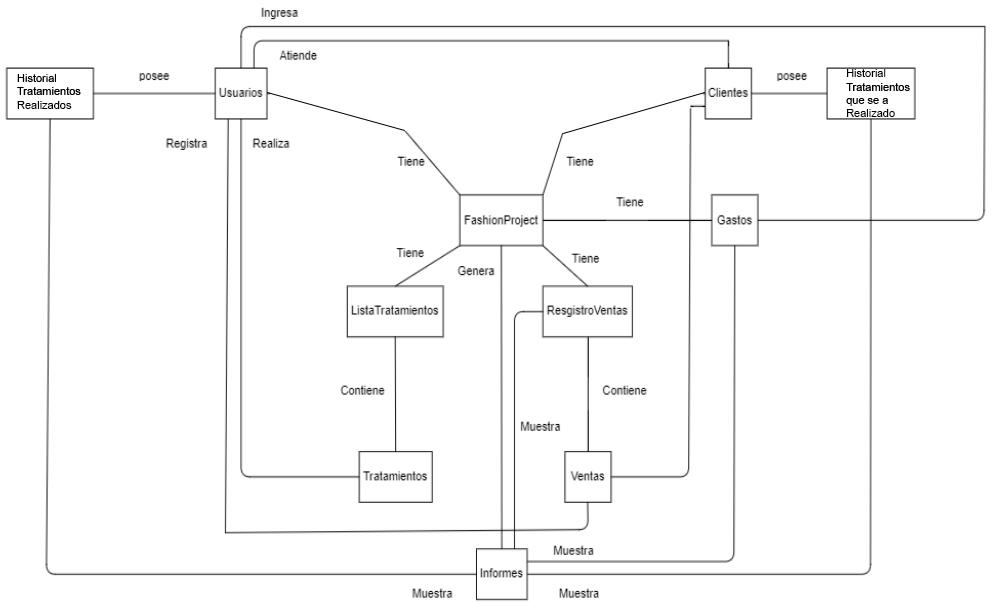 Ingresa
Atiende
Historial
Tratamientos
Realizados
posee
Usuarios
Clientes
posee
Historial
Tratamientos
que se a
Realizado
Registra
Realiza
Tiene
Tiene
Tiene
FashionProject
Gastos
Tiene
Genera
Tiene
ListaTratamientos
ResgistroVentas
Contiene
Contiene
Muestra
Tratamientos
Ventas
Muestra
Informes
Muestra
Muestra